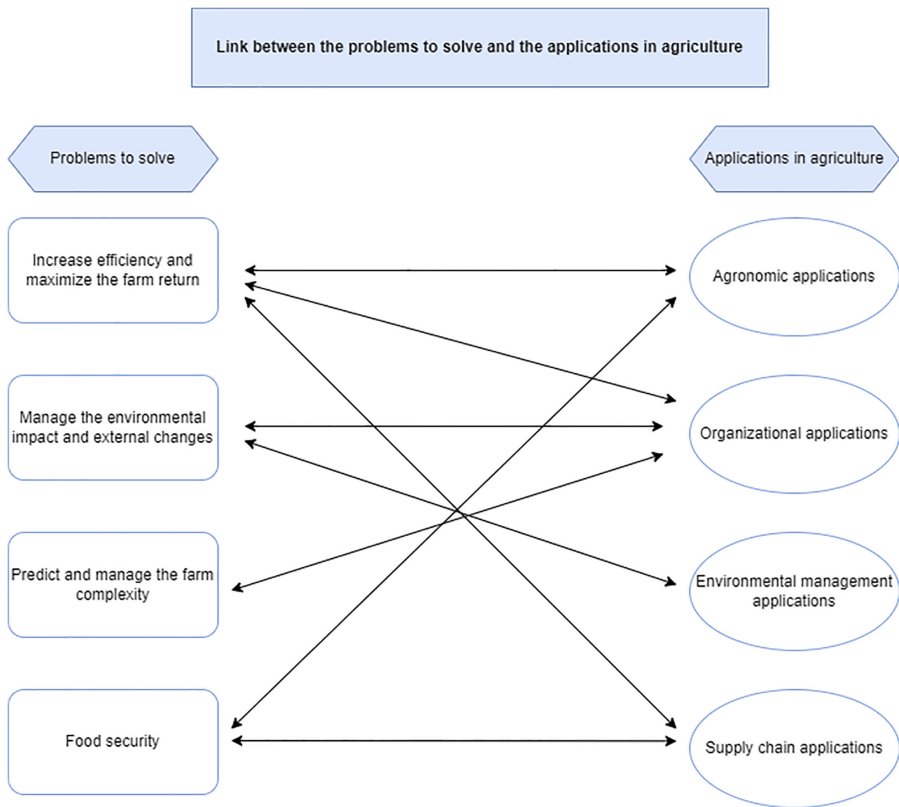 Link between the problems to solve and the applications in agriculture
Problems to solve
Applications in agriculture
Increase efficiency and
maximize the farm return
Agronomic applications
Manage the environmental
impact and external changes
Organizational applications
Predict and manage the farm
complexity
Environmental management
applications
Food security
Supply chain applications